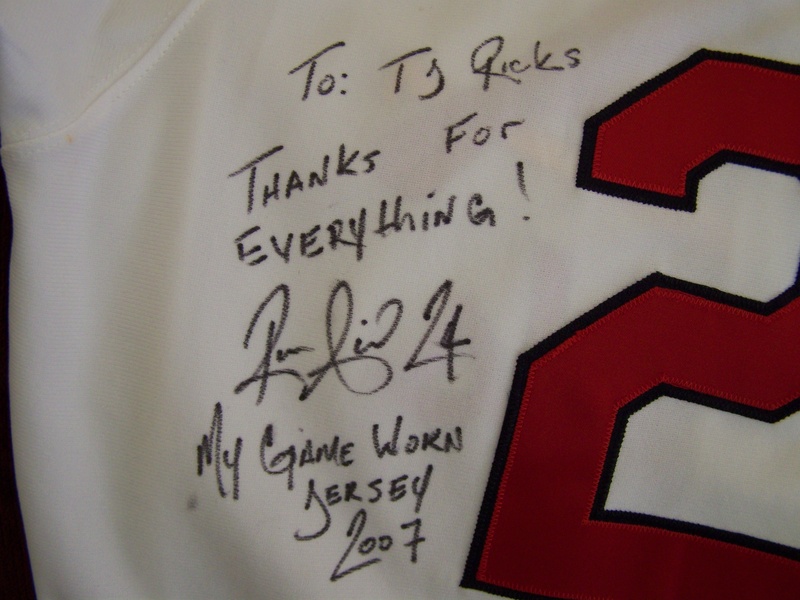 To: TJ Ricks
THANKS FOR
EVERYTHING!
24
MY GAME WORN
JERSEY
2007
2